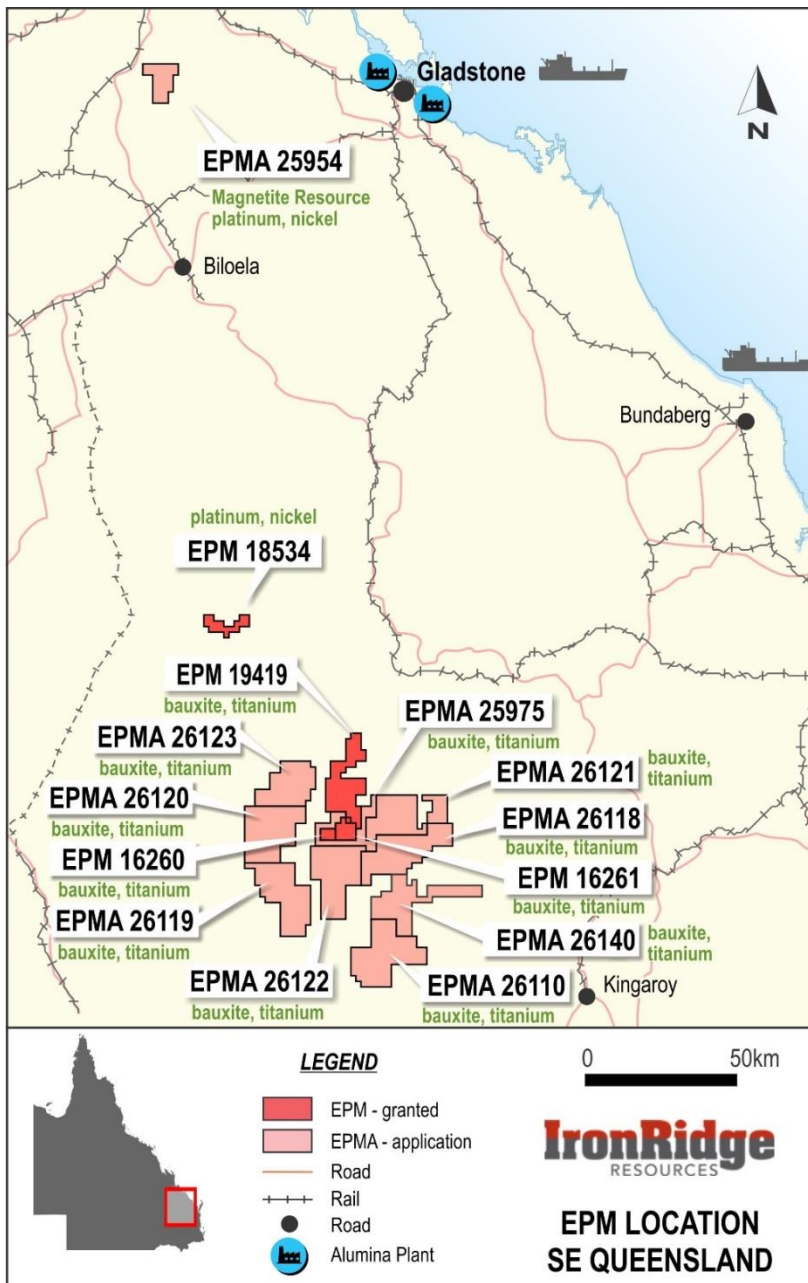 Gladstone
N
EPMA 25954
Magnetite Resource
platinum, nickel
Biloela
Bundaberg
platinum, nickel
EPM 18534
EPM 19419
bauxite, titanium
EPMA 25975
bauxite, titanium
EPMA 26123
bauxite, titanium
EPMA 26121
bauxite,
titanium
EPMA 26120
bauxite, titanium
EPMA 26118
bauxite, titanium
EPM 16260
bauxite, titanium
EPM 16261
bauxite, titanium
EPMA 26119
bauxite, titanium
EPMA 26140
bauxite,
titanium
EPMA 26122
bauxite, titanium
EPMA 26110
bauxite, titanium
Kingaroy
LEGEND
EPM - granted
EPMA - application
Road
Rail
Road
Alumina Plant
0 50km
IronRidge
RESOURCES
EPM LOCATION
SE QUEENSLAND